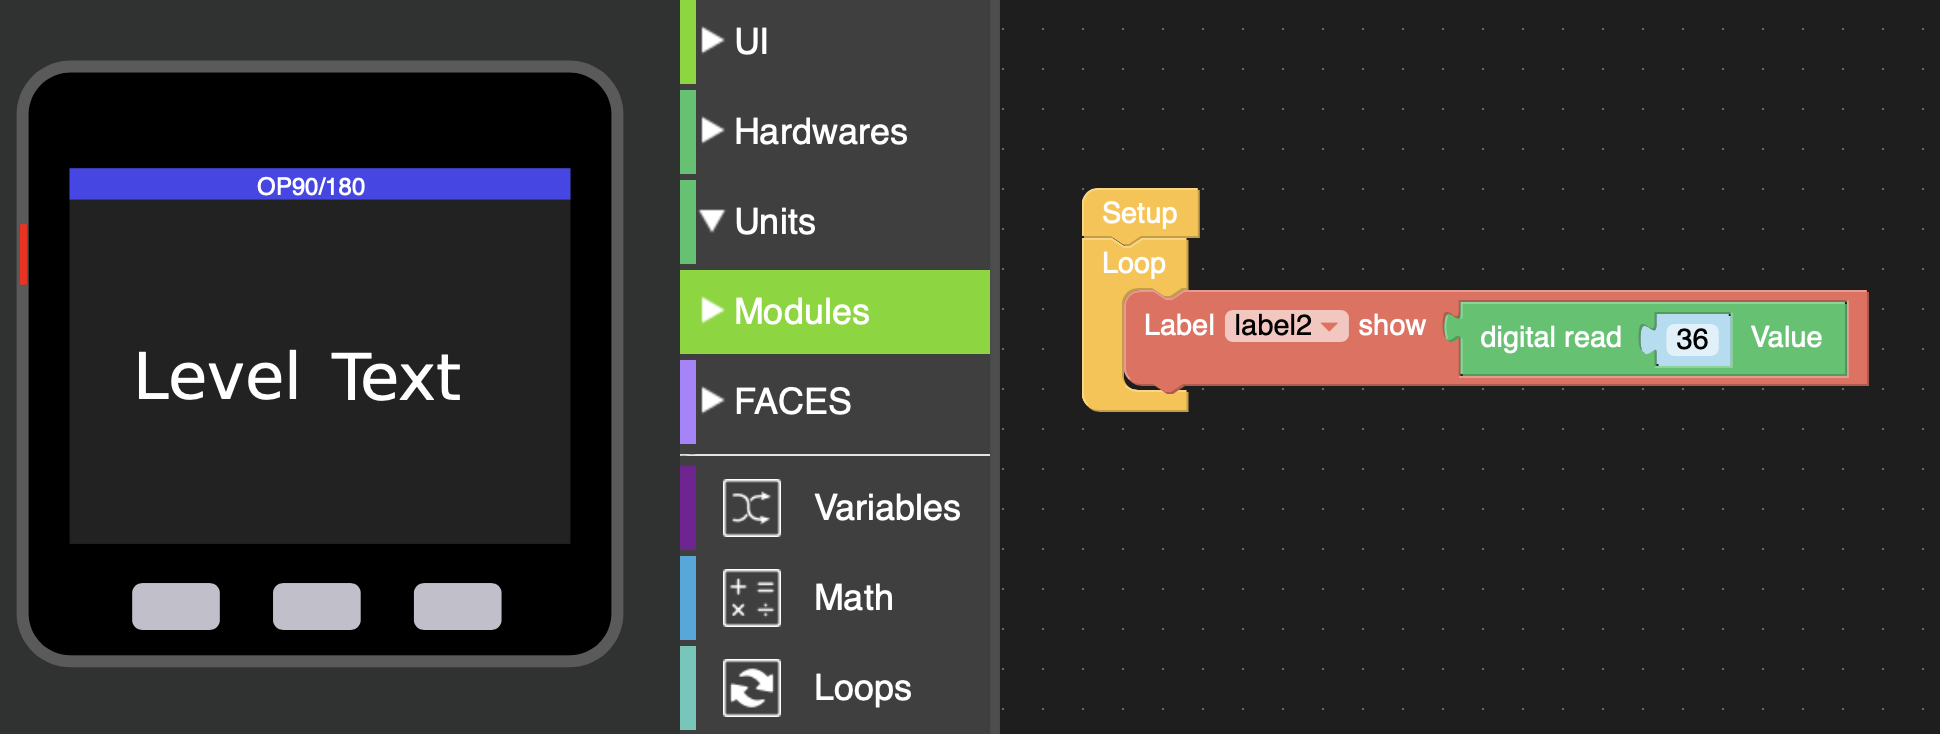 OP90/180
Level Text
UI
Hardwares
Units
Modules
FACES
Variables
Math
Loops
Setup
Loop
Label label2 show digital read 36 Value